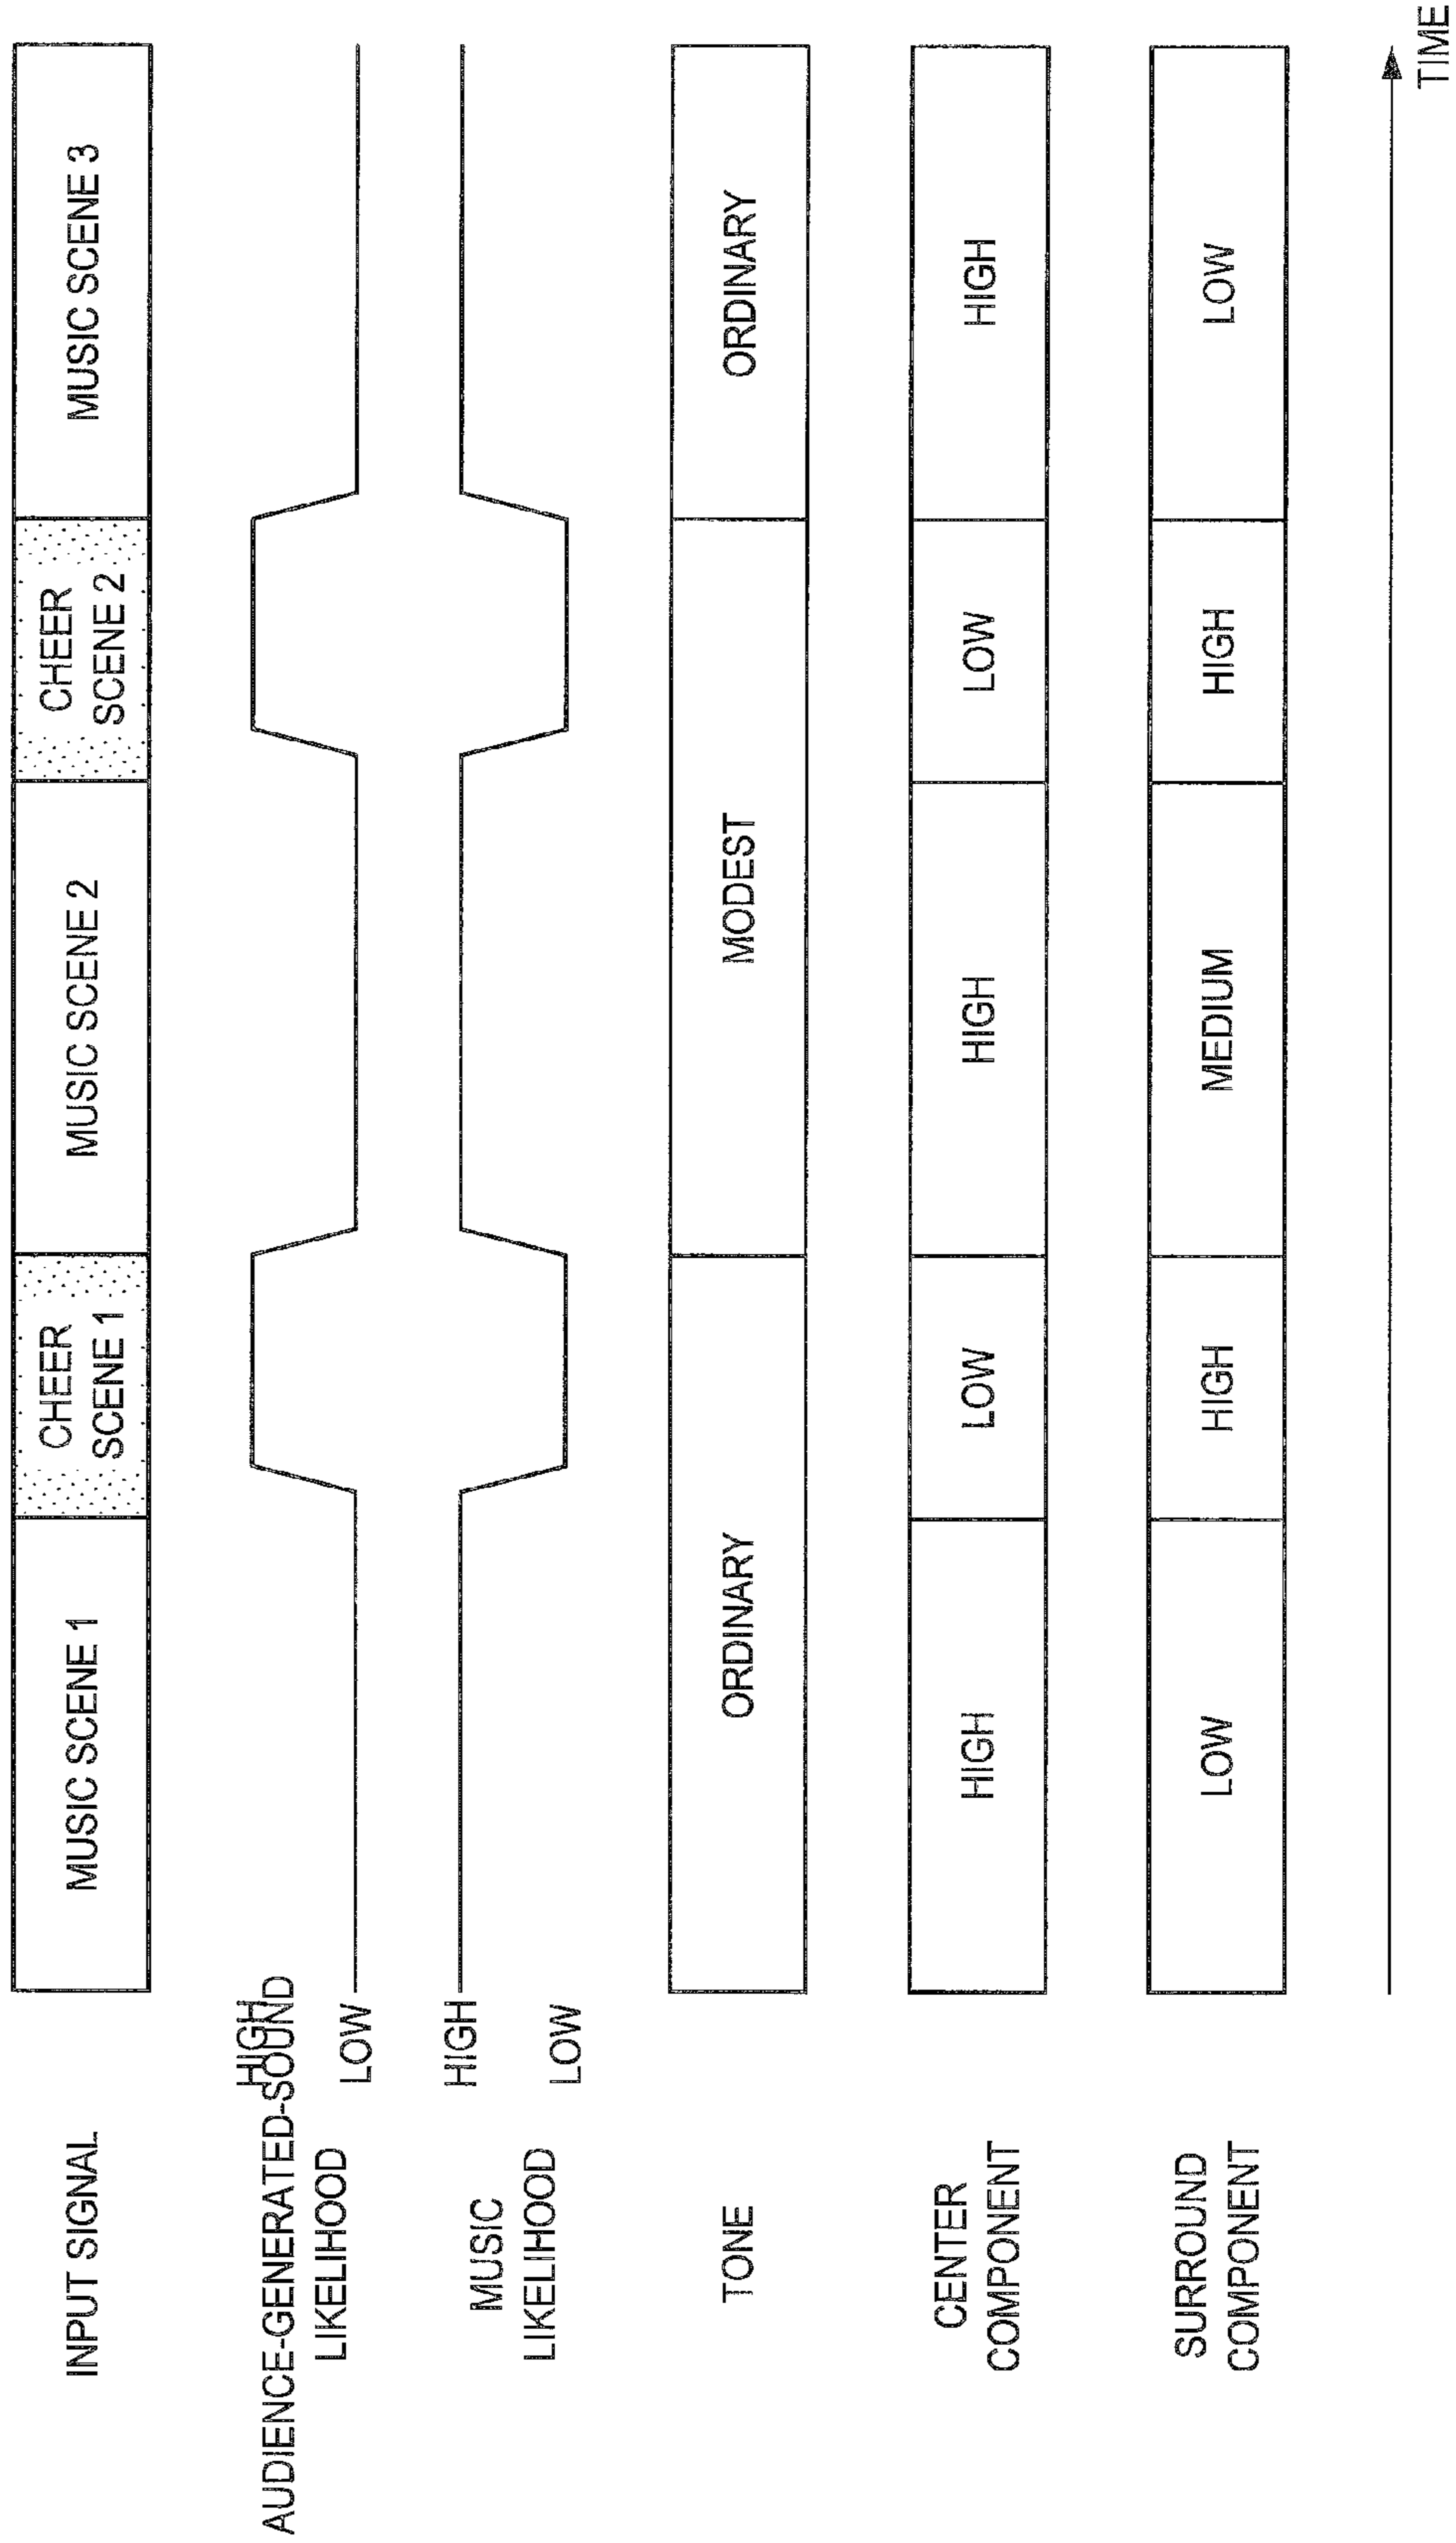 INPUT SIGNAL
MUSIC SCENE 1
CHEER
SCENE 1
MUSIC SCENE 2
CHEER
SCENE 2
MUSIC SCENE 3
AUDIENCE-GENERATED-SOUND
LIKELIHOOD
HIGH
LOW
MUSIC
LIKELIHOOD
HIGH
LOW
TONE
ORDINARY
MODEST
ORDINARY
CENTER
COMPONENT
HIGH
LOW
HIGH
LOW
HIGH
SURROUND
COMPONENT
LOW
HIGH
MEDIUM
HIGH
LOW
TIME